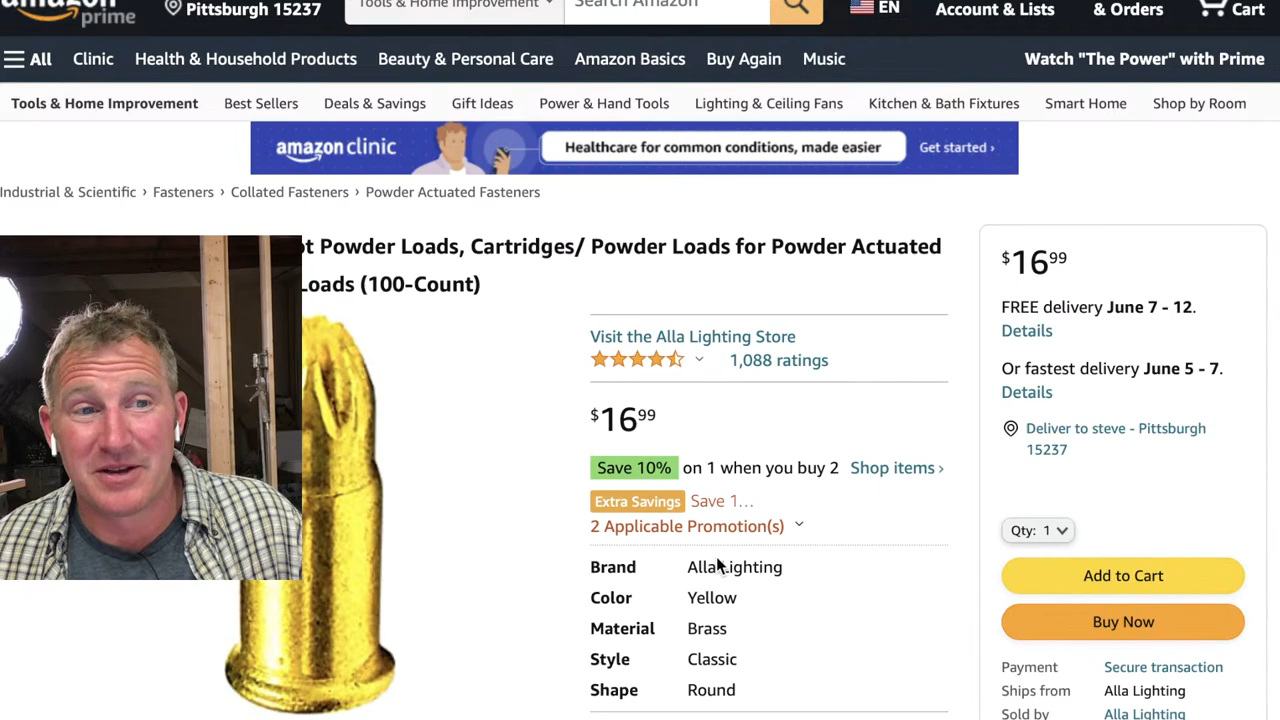 amazon
prime
Pittsburgh 15237
Tools & Home Improvement
Search Amazon
EN
Account & Lists
& Orders
Cart
All Clinic Health & Household Products Beauty & Personal Care Amazon Basics Buy Again Music Watch "The Power" with Prime
Tools & Home Improvement Best Sellers Deals & Savings Gift Ideas Power & Hand Tools Lighting & Ceiling Fans Kitchen & Bath Fixtures Smart Home Shop by Room
amazon clinic Healthcare for common conditions, made easier Get started ›
Industrial & Scientific › Fasteners › Collated Fasteners › Powder Actuated Fasteners
Powder Loads, Cartridges/ Powder Loads for Powder Actuated
Loads (100-Count)
Visit the Alla Lighting Store
1,088 ratings
$16 99
Save 10% on 1 when you buy 2 Shop items ›
Extra Savings Save 1…
2 Applicable Promotion(s)
Brand Alla Lighting
Color Yellow
Material Brass
Style Classic
Shape Round
$16 99
FREE delivery June 7 - 12.
Details
Or fastest delivery June 5 - 7.
Details
Deliver to steve - Pittsburgh
15237
Qty: 1
Add to Cart
Buy Now
Payment Secure transaction
Ships from Alla Lighting
Sold by Alla Lighting